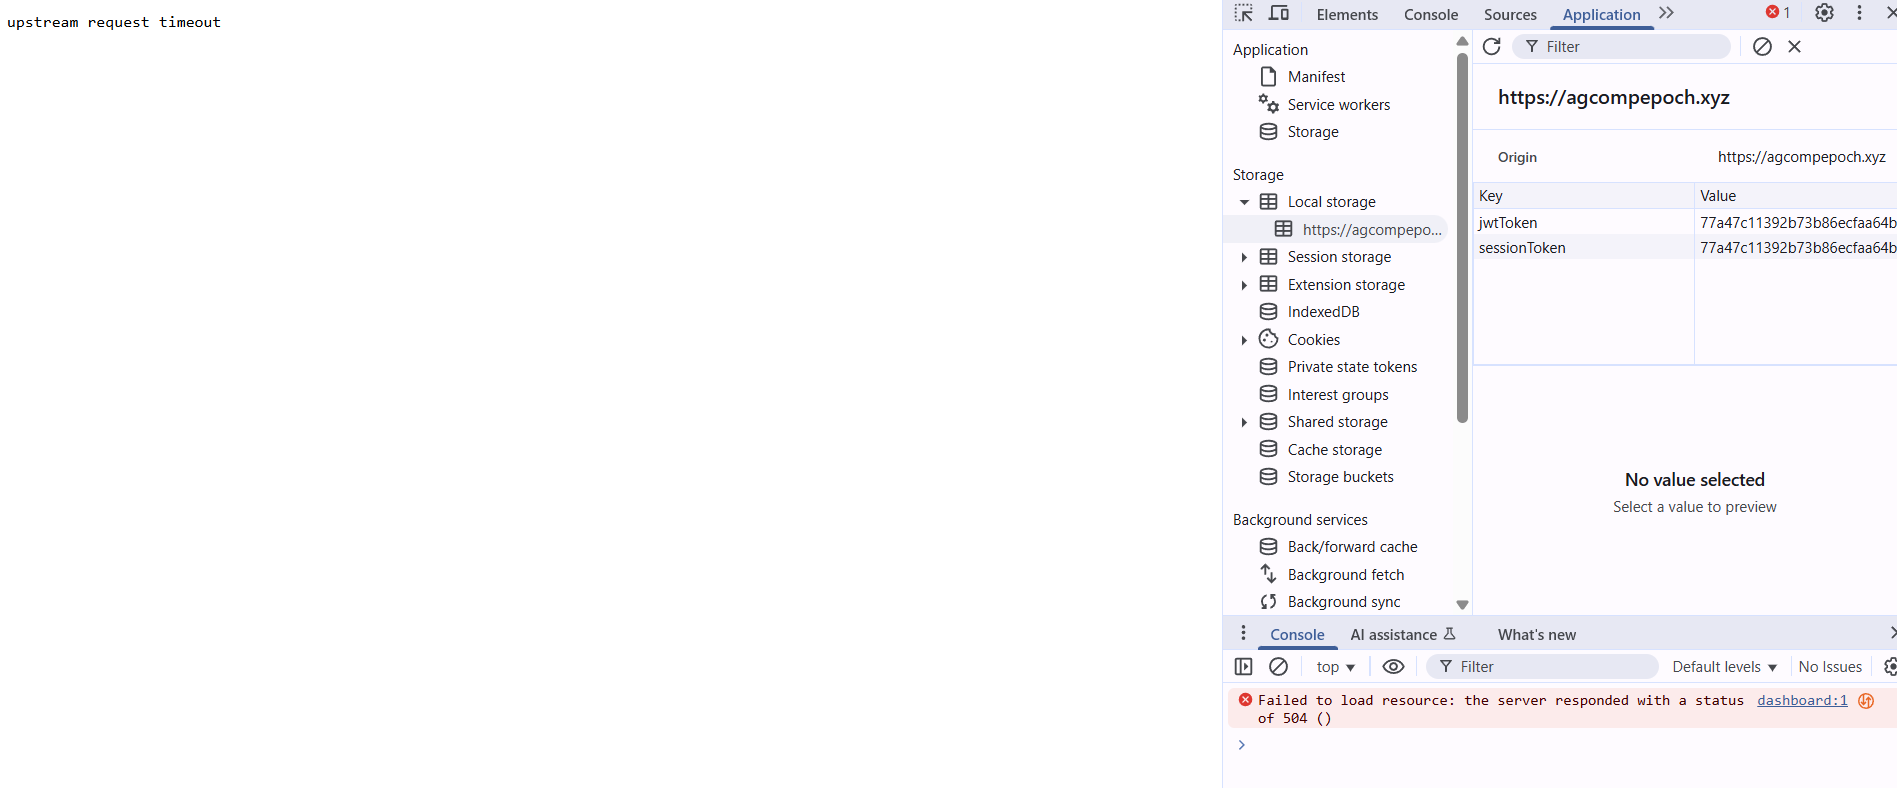 upstream request timeout
Elements Console Sources Application 1
Filter
Application
Manifest
Service workers
Storage
Storage
Local storage
https://agcompepo...
Session storage
Extension storage
IndexedDB
Cookies
Private state tokens
Interest groups
Shared storage
Cache storage
Storage buckets
Background services
Back/forward cache
Background fetch
Background sync
https://agcompepoch.xyz
Origin https://agcompepoch.xyz
Key Value
jwtToken 77a47c11392b73b86ecfaa64b
sessionToken 77a47c11392b73b86ecfaa64b
No value selected
Select a value to preview
Console AI assistance What's new
top Filter Default levels No Issues
Failed to load resource: the server responded with a status dashboard:1
of 504 ()